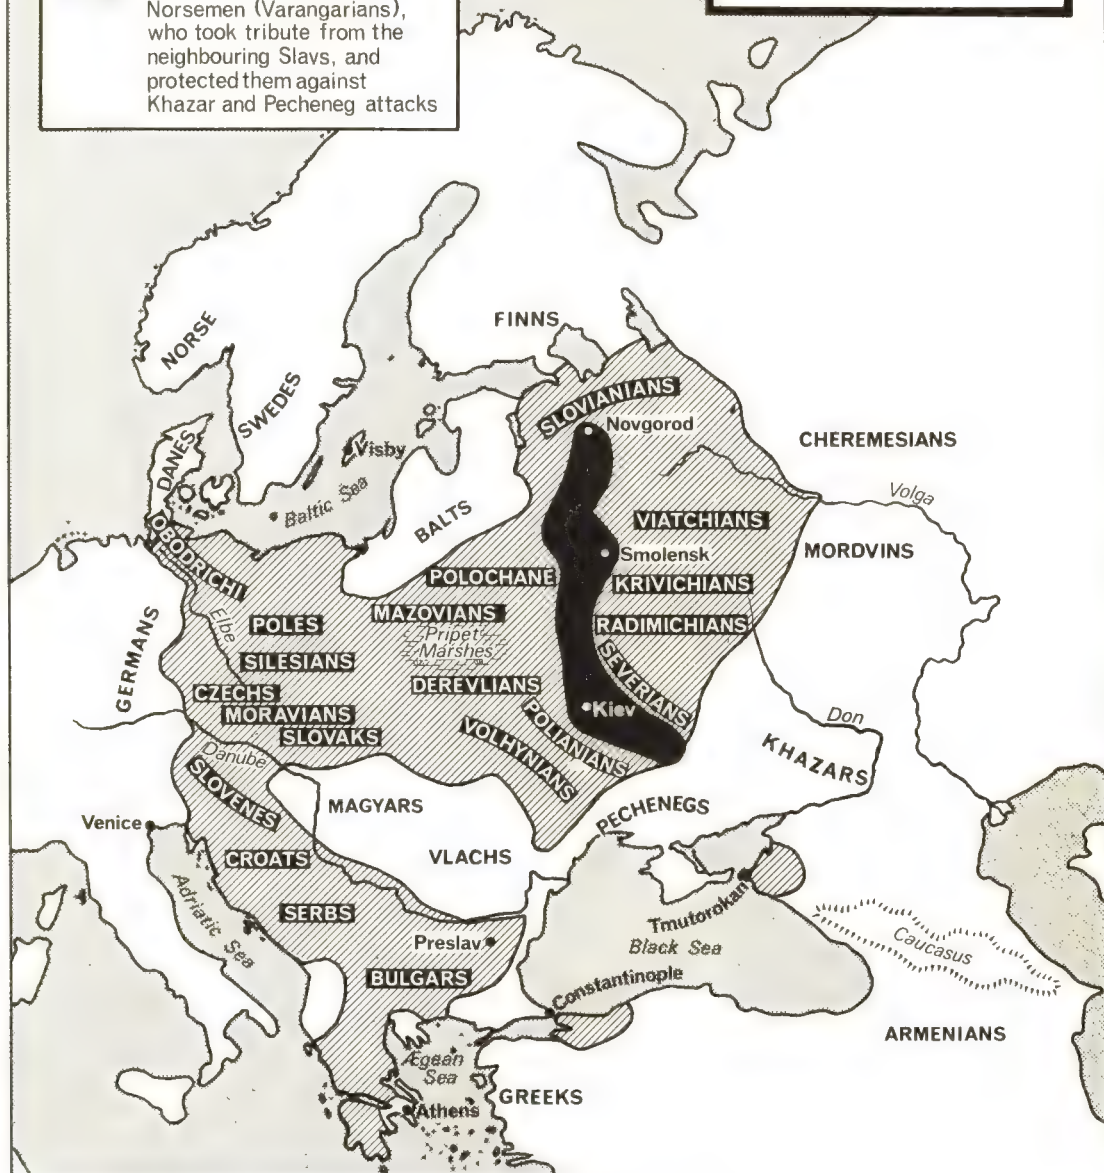 Norsemen (Varangarians),
who took tribute from the
neighbouring Slavs, and
protected them against
Khazar and Pecheneg attacks
FINNS
NORSE
SWEDES
SLOVIANIANS
Novgorod
CHEREMESIANS
DANES
Visby
Baltic Sea
Volga
BALTS
VIATCHIANS
OBODRICHI
Smolensk
MORDVINS
POLOCHANE
KRIVICHIANS
MAZOVIANS
Elbe
POLES
Pripet
Marshes
RADIMICHIANS
GERMANS
SILESIANS
SEVERIANS
CZECHS
DEREVLIANS
MORAVIANS
Kiev
Don
SLOVAKS
POLIANIANS
VOLHYNIANS
KHAZARS
Danube
SLOVENES
MAGYARS
PECHENEGS
Venice
CROATS
VLACHS
Adriatic Sea
SERBS
Tmutorokan
Preslav
Black Sea
Caucasus
BULGARS
Constantinople
ARMENIANS
Ægean
Sea
GREEKS
Athens